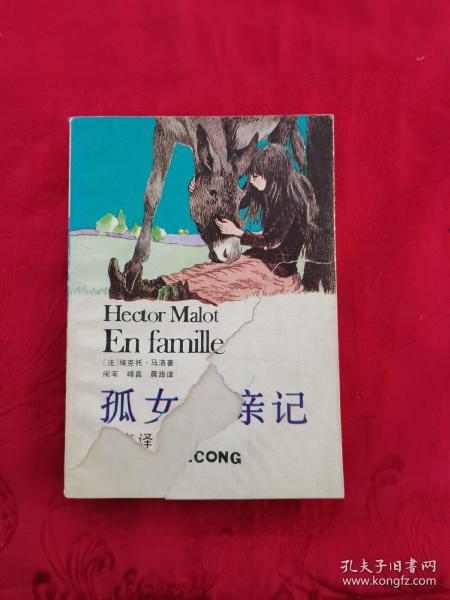 Hector Malot
En famille
〔法〕埃克托·马洛著
闽苇 峰真 晨路译
孤女 亲记
译
CONG
孔夫子旧书网
www.kongfz.com